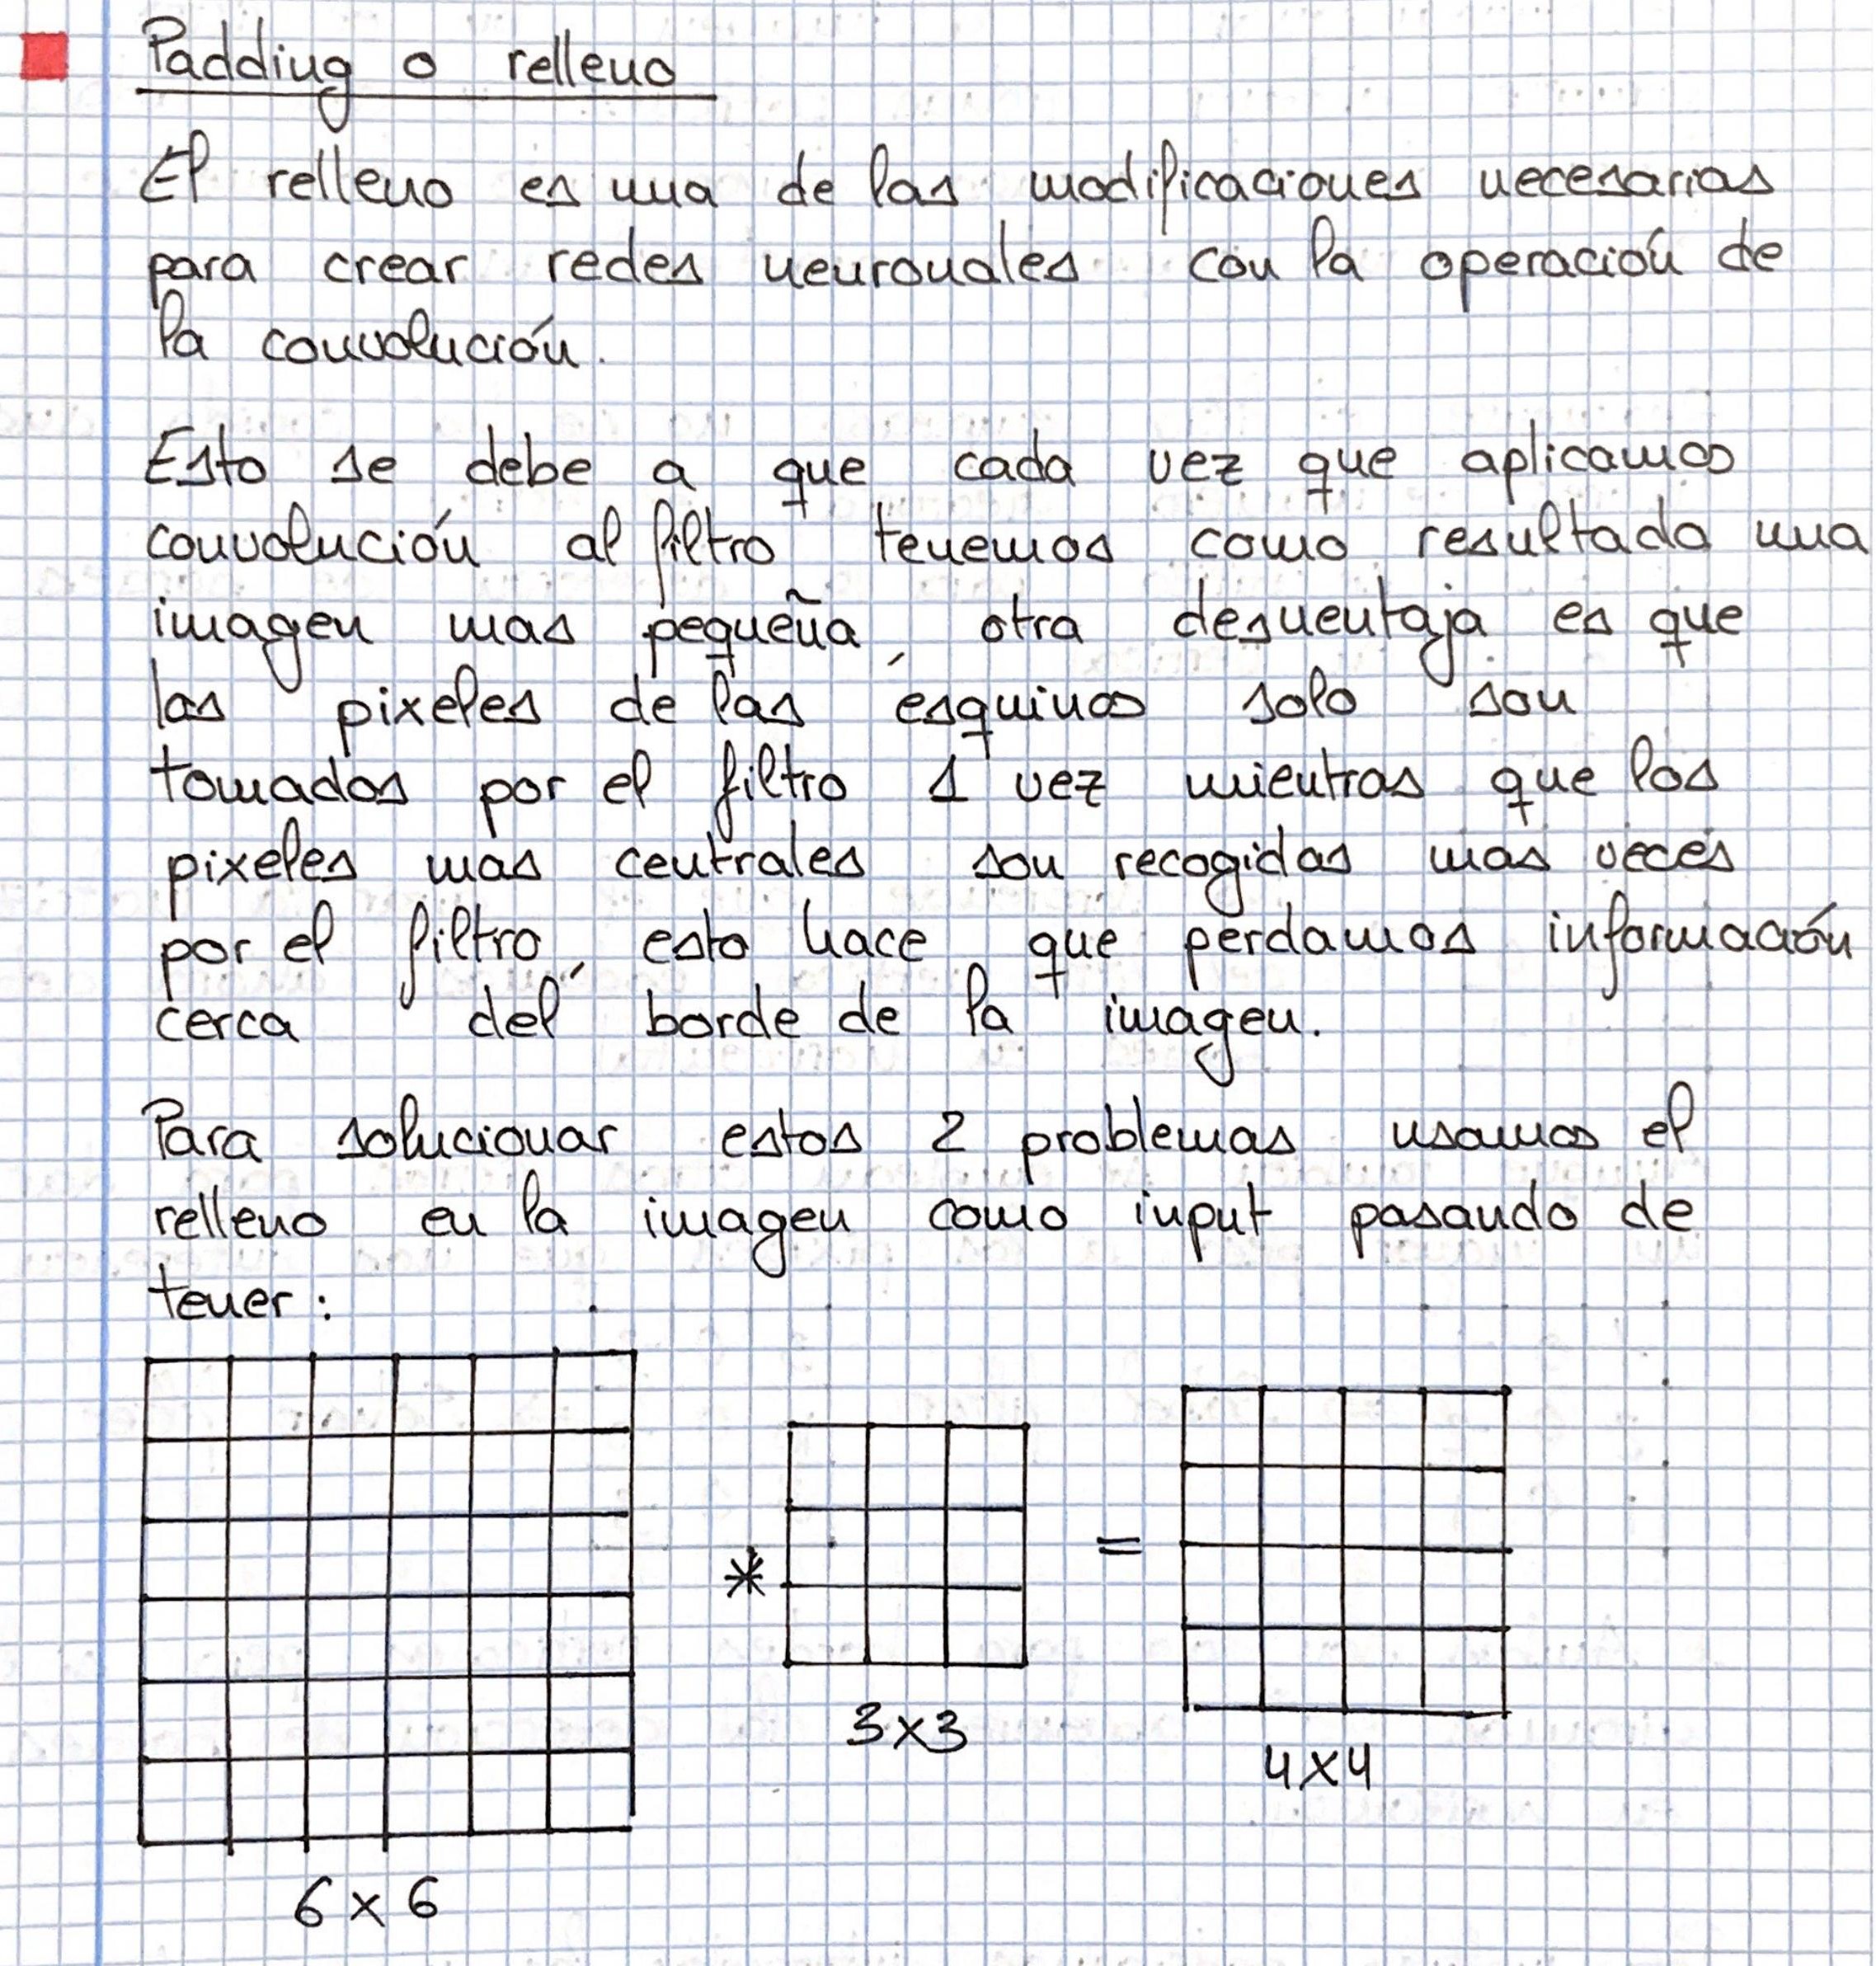 Padding o relleno
El relleno es una de las modificaciones necesarias
para crear redes neuronales con la operación de
la convolución.
Esto se debe a que cada vez que aplicamos
convolución al filtro tenemos como resultado una
imagen mas pequeña, otra desventaja es que
los pixeles de las esquinas solo son
tomados por el filtro 1 vez mientras que los
pixeles mas centrales son recogidos mas veces
por el filtro, esto hace que perdamos información
cerca del borde de la imagen.
Para solucionar estos 2 problemas usamos el
relleno en la imagen como input pasando de
tener:
* =
3x3
4x4
6x6